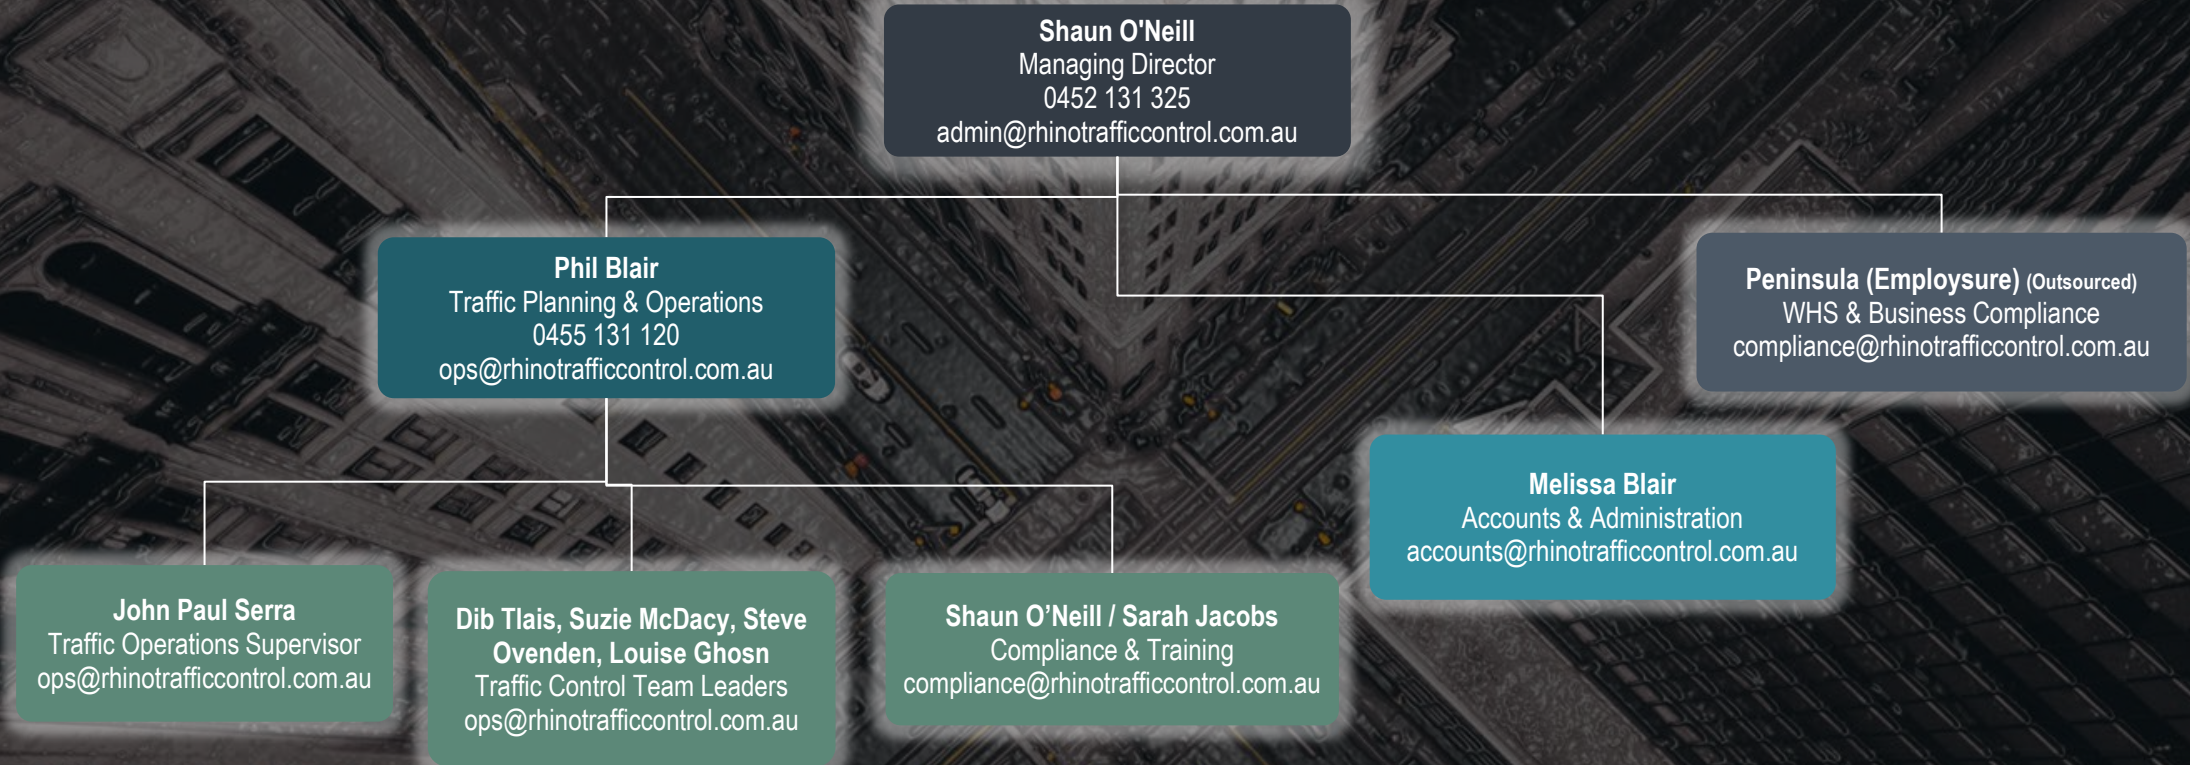 Shaun O'Neill
Managing Director
0452 131 325
admin@rhinotrafficcontrol.com.au
Phil Blair
Traffic Planning & Operations
0455 131 120
ops@rhinotrafficcontrol.com.au
Peninsula (Employsure) (Outsourced)
WHS & Business Compliance
compliance@rhinotrafficcontrol.com.au
Melissa Blair
Accounts & Administration
accounts@rhinotrafficcontrol.com.au
John Paul Serra
Traffic Operations Supervisor
ops@rhinotrafficcontrol.com.au
Dib Tlais, Suzie McDacy, Steve
Ovenden, Louise Ghosn
Traffic Control Team Leaders
ops@rhinotrafficcontrol.com.au
Shaun O’Neill / Sarah Jacobs
Compliance & Training
compliance@rhinotrafficcontrol.com.au